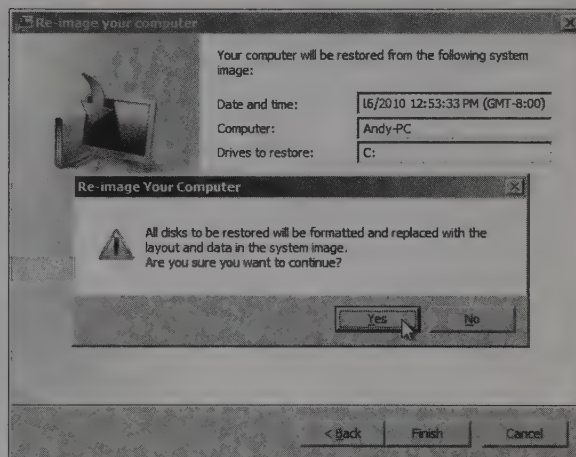 Re-image your computer
Your computer will be restored from the following system
image:
Date and time: 16/2010 12:53:33 PM (GMT-8:00)
Computer: Andy-PC
Drives to restore: C:
Re-image Your Computer
All disks to be restored will be formatted and replaced with the
layout and data in the system image.
Are you sure you want to continue?
Yes No
< Back Finish Cancel